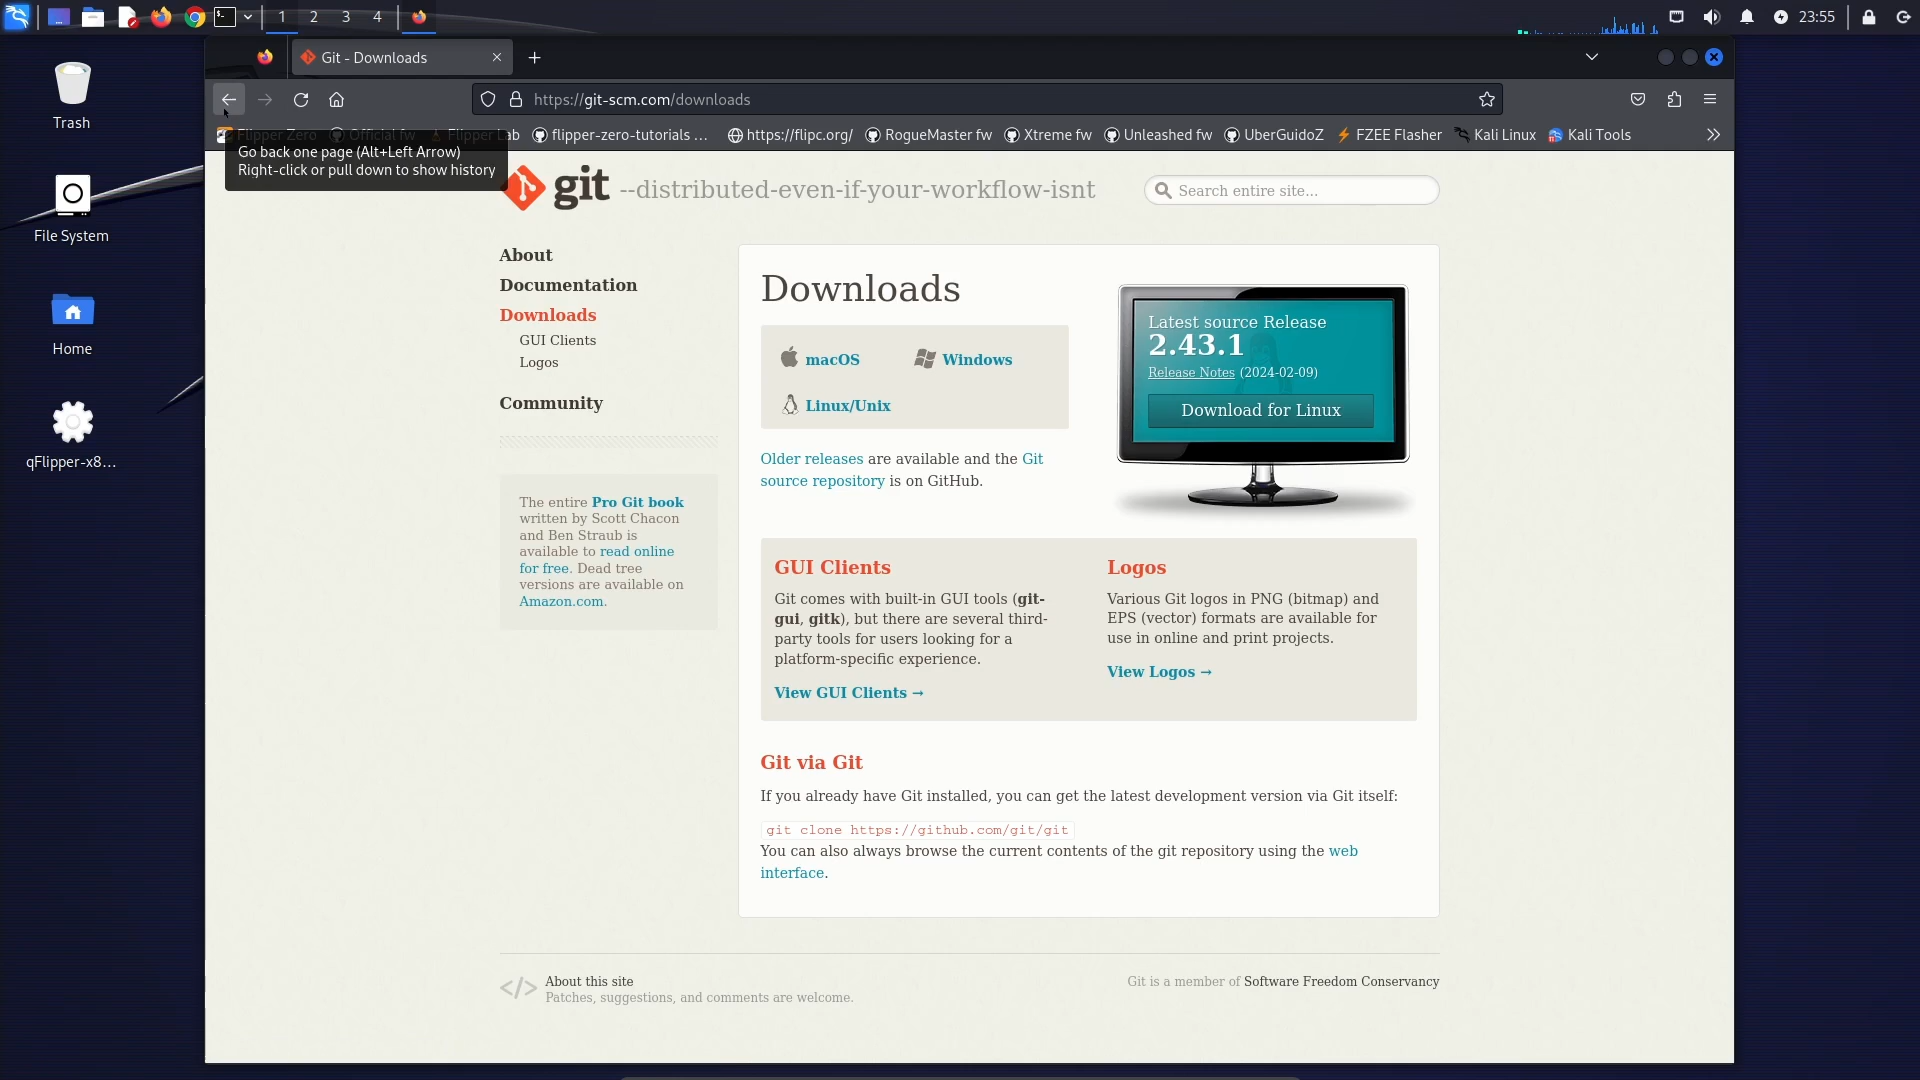 1 2 3 4
23:55
Trash
File System
Home
qFlipper-x8...
Git - Downloads
https://git-scm.com/downloads
Flipper Zero Official fw Flipper Lab flipper-zero-tutorials ... https://flipc.org/ RogueMaster fw Xtreme fw Unleashed fw UberGuidoZ FZEE Flasher Kali Linux Kali Tools
Go back one page (Alt+Left Arrow)
Right-click or pull down to show history
git --distributed-even-if-your-workflow-isnt
Search entire site...
About
Documentation
Downloads
GUI Clients
Logos
Community
The entire Pro Git book
written by Scott Chacon
and Ben Straub is
available to read online
for free. Dead tree
versions are available on
Amazon.com.
Downloads
macOS Windows
Linux/Unix
Older releases are available and the Git
source repository is on GitHub.
Latest source Release
2.43.1
Release Notes (2024-02-09)
Download for Linux
GUI Clients
Git comes with built-in GUI tools (git-
gui, gitk), but there are several third-
party tools for users looking for a
platform-specific experience.
View GUI Clients →
Logos
Various Git logos in PNG (bitmap) and
EPS (vector) formats are available for
use in online and print projects.
View Logos →
Git via Git
If you already have Git installed, you can get the latest development version via Git itself:
git clone https://github.com/git/git
You can also always browse the current contents of the git repository using the web
interface.
About this site
Patches, suggestions, and comments are welcome.
Git is a member of Software Freedom Conservancy